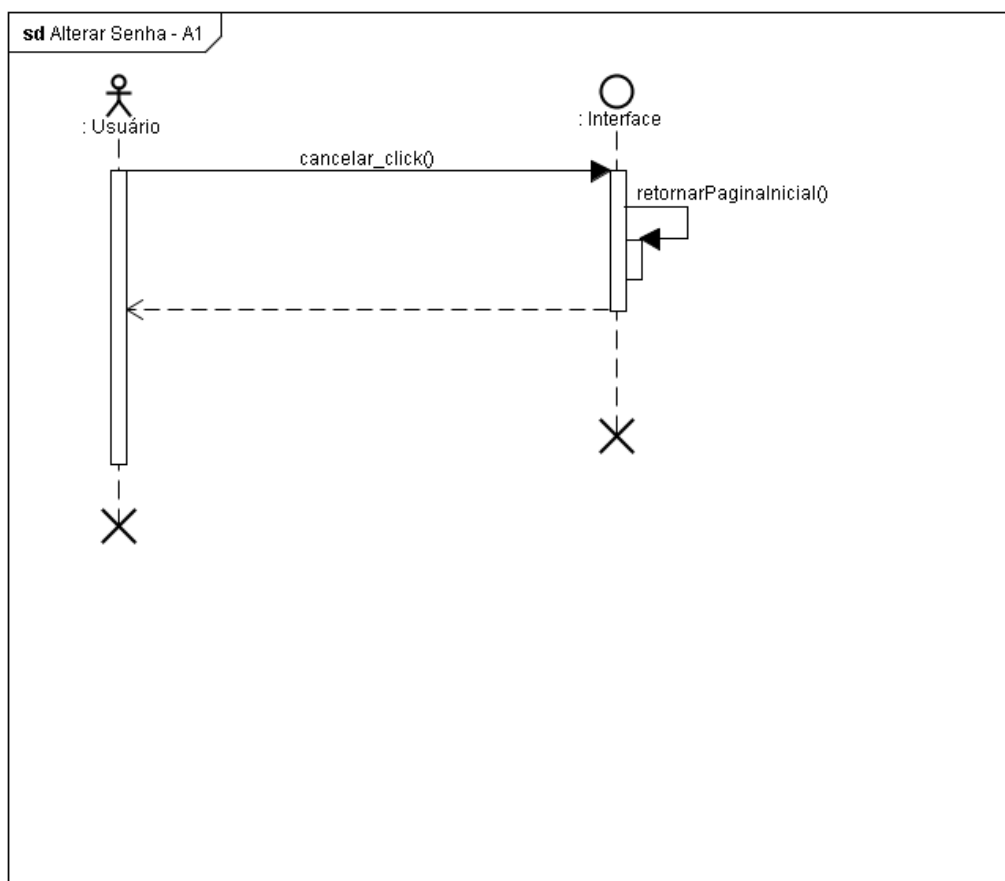 sd Alterar Senha - A1
: Usuário
: Interface
cancelar_click()
retornarPaginaInicial()